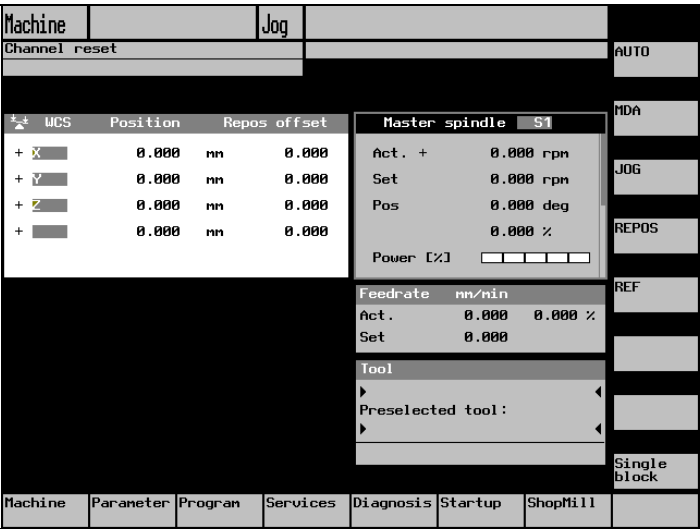 Machine Jog
Channel reset
AUTO
WCS Position Repos offset
Master spindle S1
MDA
+ X 0.000 mm 0.000
Act. + 0.000 rpm
+ Y 0.000 mm 0.000
Set 0.000 rpm
JOG
+ Z 0.000 mm 0.000
Pos 0.000 deg
+ 0.000 mm 0.000
0.000 %
REPOS
Power [%]
Feedrate mm/min
REF
Act. 0.000 0.000 %
Set 0.000
Tool
Preselected tool:
Single
block
Machine Parameter Program Services Diagnosis Startup ShopMill